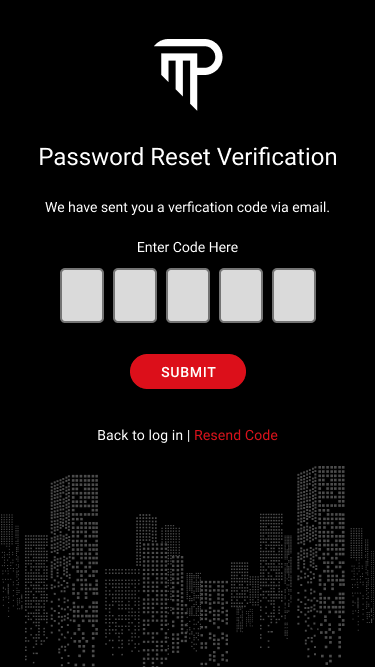 Password Reset Verification
We have sent you a verfication code via email.
Enter Code Here
SUBMIT
Back to log in | Resend Code